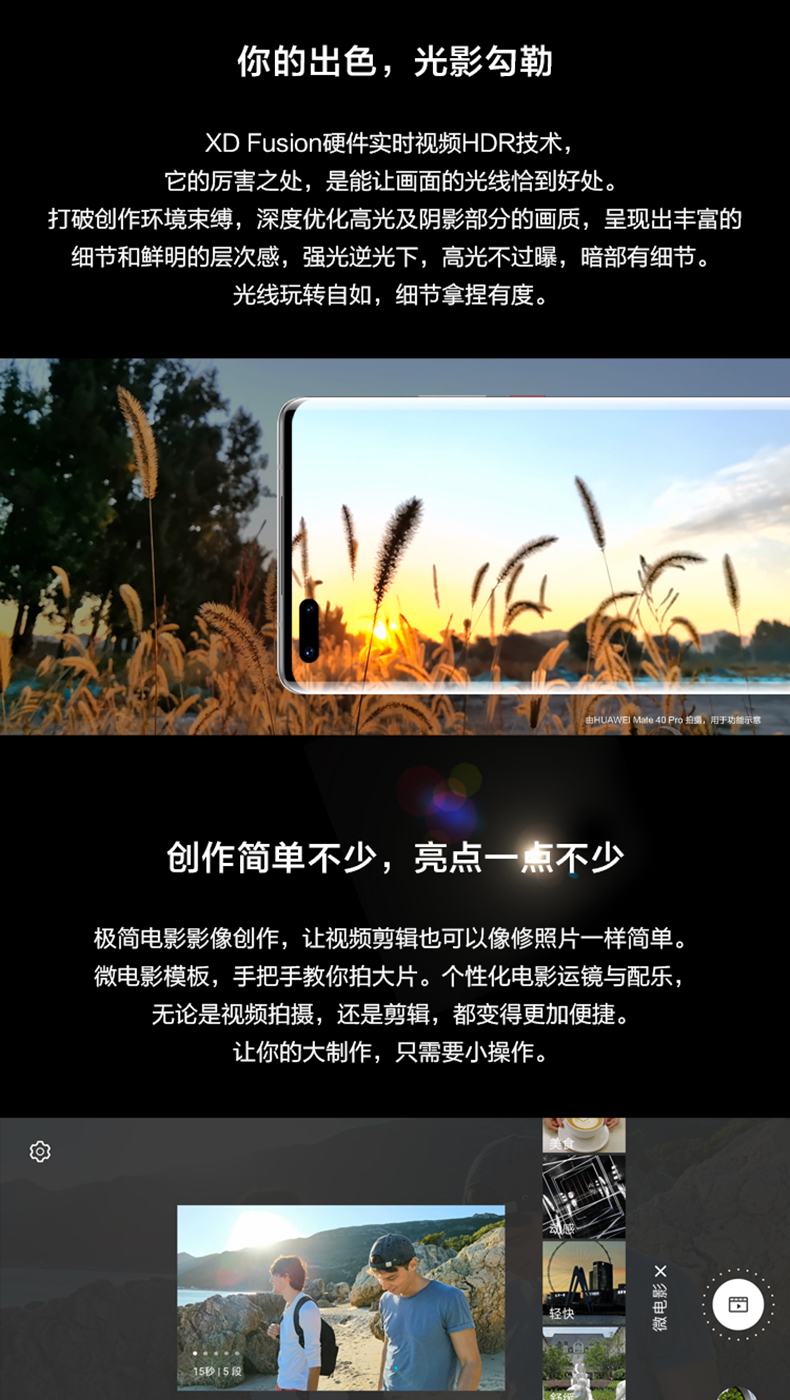 你的出色，光影勾勒
XD Fusion硬件实时视频HDR技术，
它的厉害之处，是能让画面的光线恰到好处。
打破创作环境束缚，深度优化高光及阴影部分的画质，呈现出丰富的
细节和鲜明的层次感，强光逆光下，高光不过曝，暗部有细节。
光线玩转自如，细节拿捏有度。
由HUAWEI Mate 40 Pro 拍摄，用于功能示意
创作简单不少，亮点一点不少
极简电影影像创作，让视频剪辑也可以像修照片一样简单。
微电影模板，手把手教你拍大片。个性化电影运镜与配乐，
无论是视频拍摄，还是剪辑，都变得更加便捷。
让你的大制作，只需要小操作。
美食
动感
轻快
舒缓
微电影
15秒 | 5 段